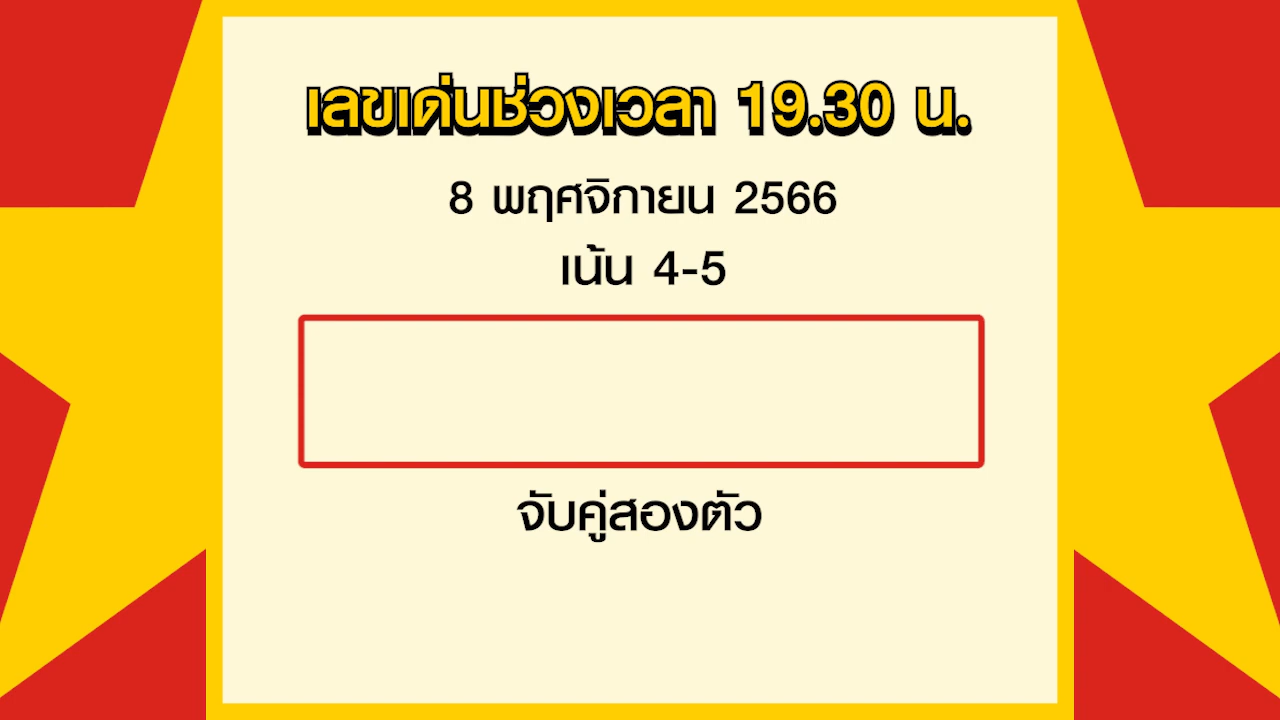 เลขเด่นช่วงเวลา 19.30 น.
8 พฤศจิกายน 2566
เน้น 4-5
จับคู่สองตัว